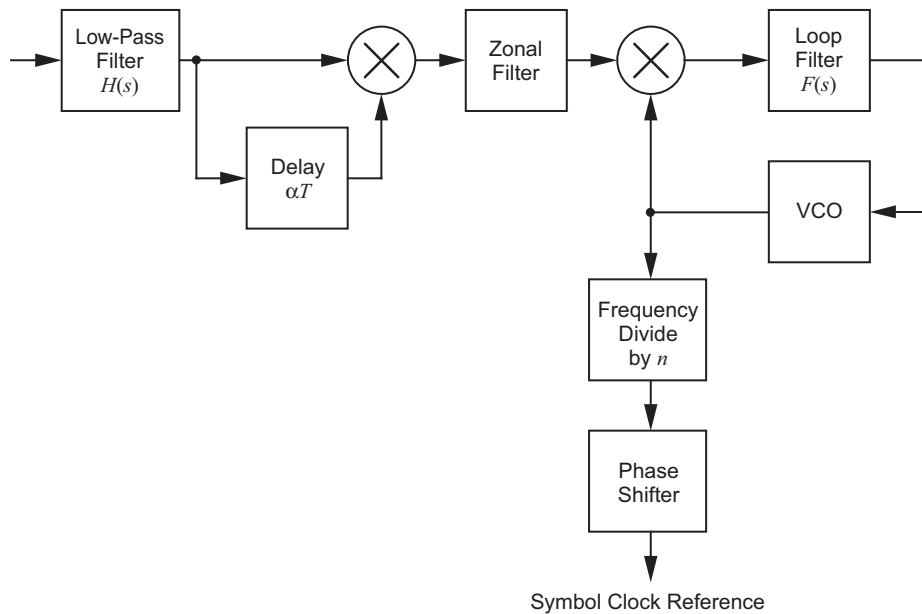 Low-Pass
Filter
H(s)
Zonal
Filter
Loop
Filter
F(s)
Delay
αT
VCO
Frequency
Divide
by n
Phase
Shifter
Symbol Clock Reference